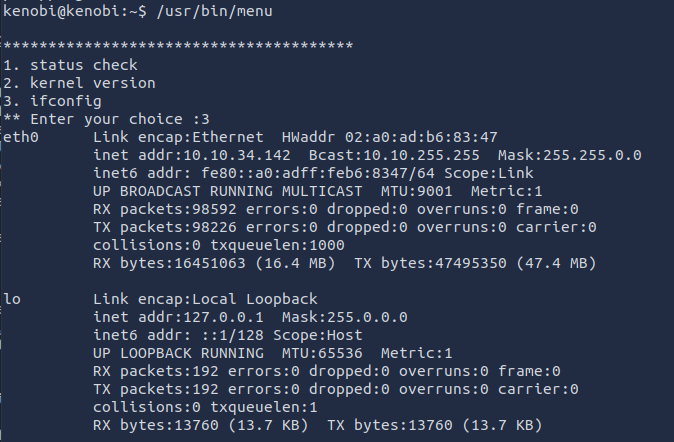 kenobi@kenobi:~$ /usr/bin/menu
***************************************
1. status check
2. kernel version
3. ifconfig
** Enter your choice :3
eth0      Link encap:Ethernet  HWaddr 02:a0:ad:b6:83:47
          inet addr:10.10.34.142  Bcast:10.10.255.255  Mask:255.255.0.0
          inet6 addr: fe80::a0:adff:feb6:8347/64 Scope:Link
          UP BROADCAST RUNNING MULTICAST  MTU:9001  Metric:1
          RX packets:98592 errors:0 dropped:0 overruns:0 frame:0
          TX packets:98226 errors:0 dropped:0 overruns:0 carrier:0
          collisions:0 txqueuelen:1000
          RX bytes:16451063 (16.4 MB)  TX bytes:47495350 (47.4 MB)
lo        Link encap:Local Loopback
          inet addr:127.0.0.1  Mask:255.0.0.0
          inet6 addr: ::1/128 Scope:Host
          UP LOOPBACK RUNNING  MTU:65536  Metric:1
          RX packets:192 errors:0 dropped:0 overruns:0 frame:0
          TX packets:192 errors:0 dropped:0 overruns:0 carrier:0
          collisions:0 txqueuelen:1
          RX bytes:13760 (13.7 KB)  TX bytes:13760 (13.7 KB)